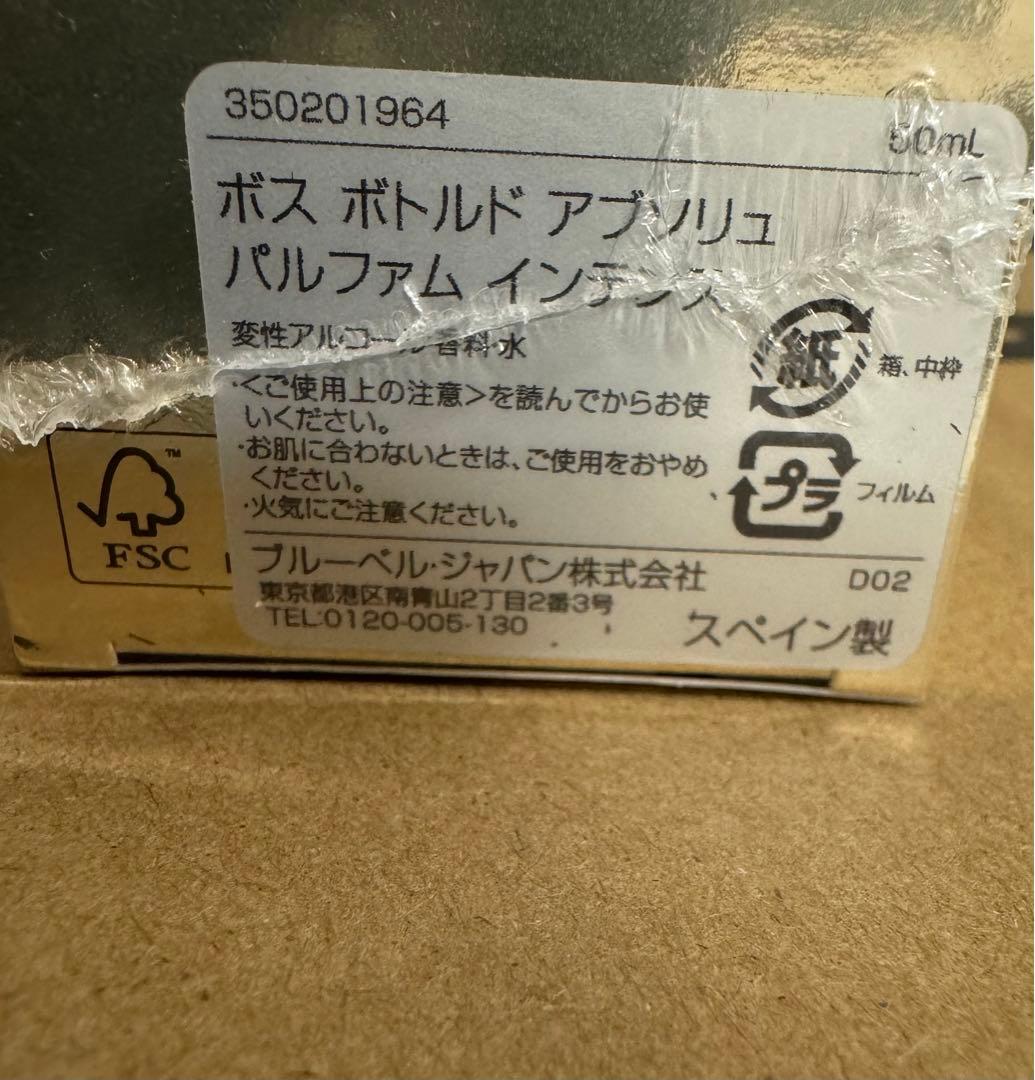 350201964
50mL
ボス ボトルド アブソリュ
パルファム インテンス
変性アルコール・香料・水
紙
箱、中枠
・<ご使用上の注意>を読んでからお使
いください。
・お肌に合わないときは、ご使用をおやめ
ください。
・火気にご注意ください。
プラ
フィルム
FSC
™
ブルーベル・ジャパン株式会社
D02
東京都港区南青山2丁目2番3号
TEL:0120-005-130
スペイン製